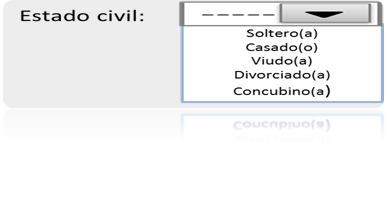 Estado civil: -----
Soltero(a)
Casado(o)
Viudo(a)
Divorciado(a)
Concubino(a)